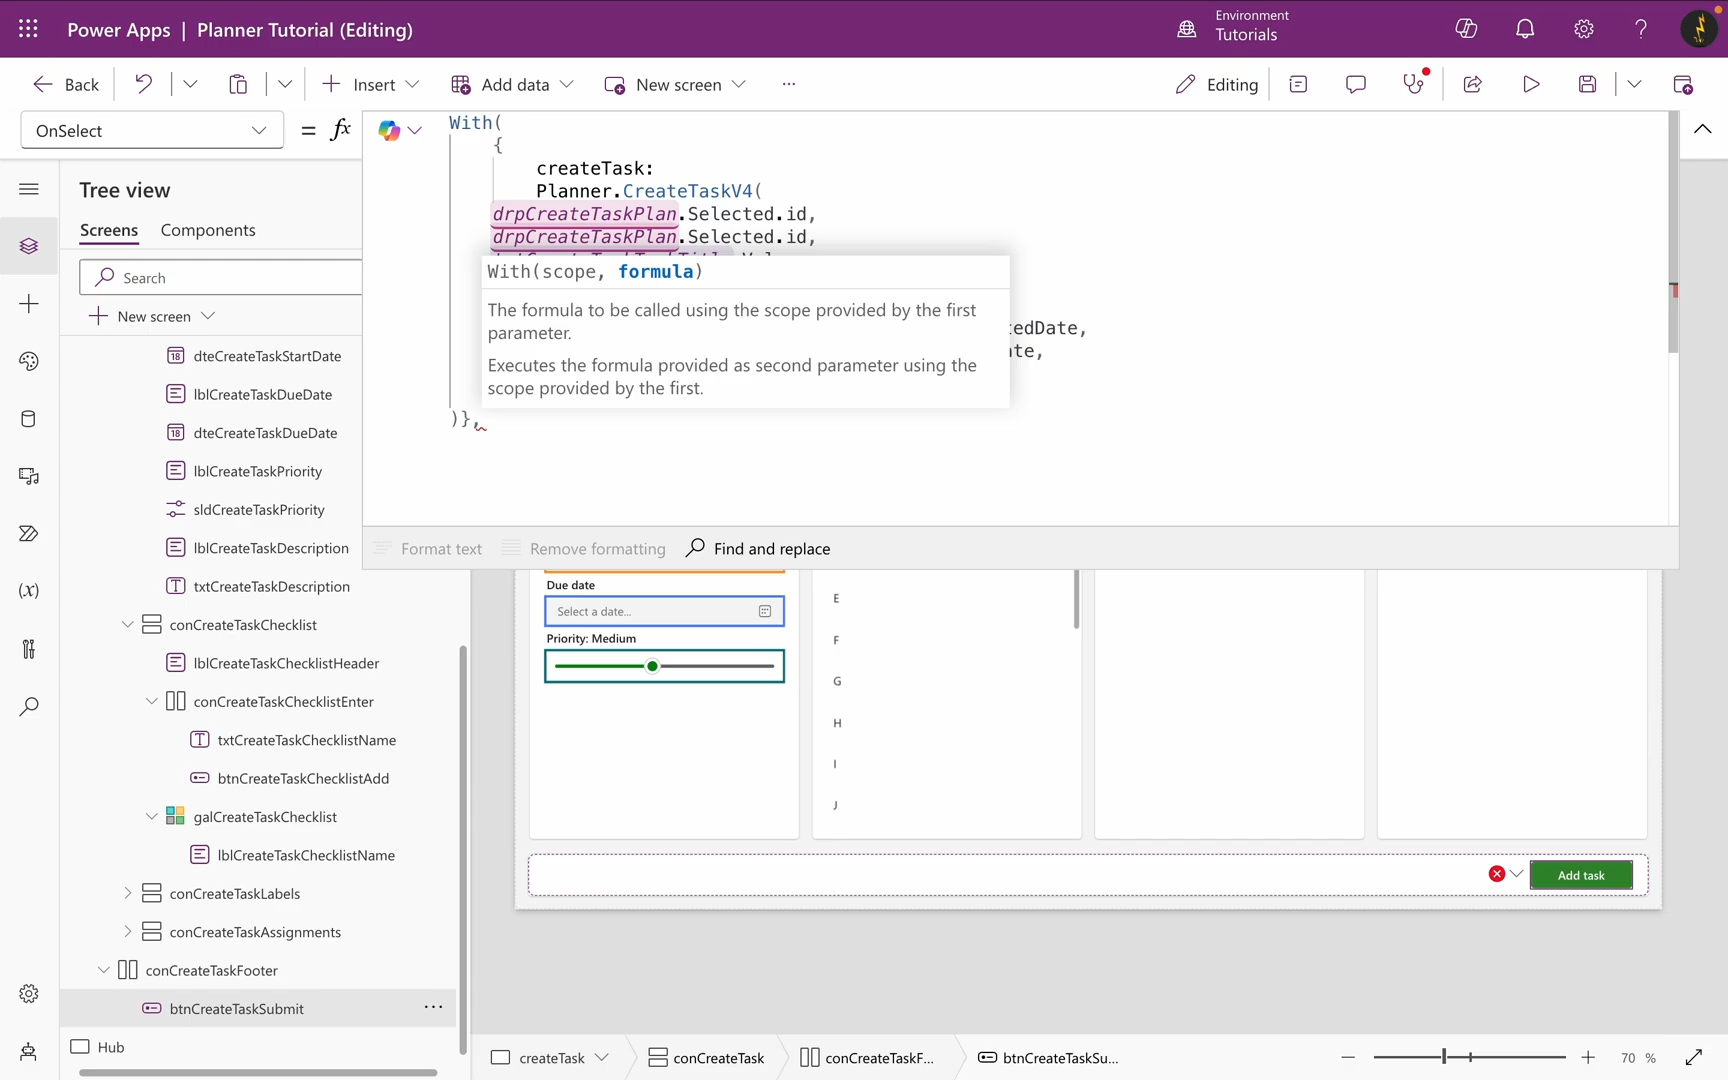 Power Apps | Planner Tutorial (Editing)
Environment
Tutorials
Back
Insert
Add data
New screen
Editing
OnSelect
= fx
With(
{
createTask:
Planner.CreateTaskV4(
drpCreateTaskPlan.Selected.id,
drpCreateTaskPlan.Selected.id,
With(scope, formula)
The formula to be called using the scope provided by the first
parameter.
Executes the formula provided as second parameter using the
scope provided by the first.
edDate,
te,
)},
Format text
Remove formatting
Find and replace
Tree view
Screens
Components
Search
New screen
18 dteCreateTaskStartDate
lblCreateTaskDueDate
18 dteCreateTaskDueDate
lblCreateTaskPriority
sldCreateTaskPriority
lblCreateTaskDescription
txtCreateTaskDescription
conCreateTaskChecklist
lblCreateTaskChecklistHeader
conCreateTaskChecklistEnter
txtCreateTaskChecklistName
btnCreateTaskChecklistAdd
galCreateTaskChecklist
lblCreateTaskChecklistName
conCreateTaskLabels
conCreateTaskAssignments
conCreateTaskFooter
btnCreateTaskSubmit
Hub
Due date
Select a date...
Priority: Medium
E
F
G
H
I
J
Add task
createTask
conCreateTask
conCreateTaskF...
btnCreateTaskSu...
70 %